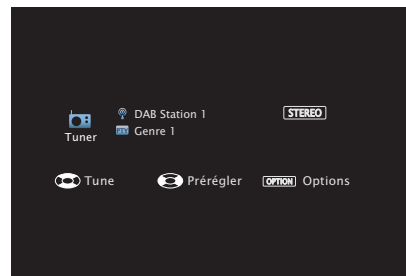 DAB Station 1
STEREO
Genre 1
Tuner
Tune
Prérégler
OPTION Options